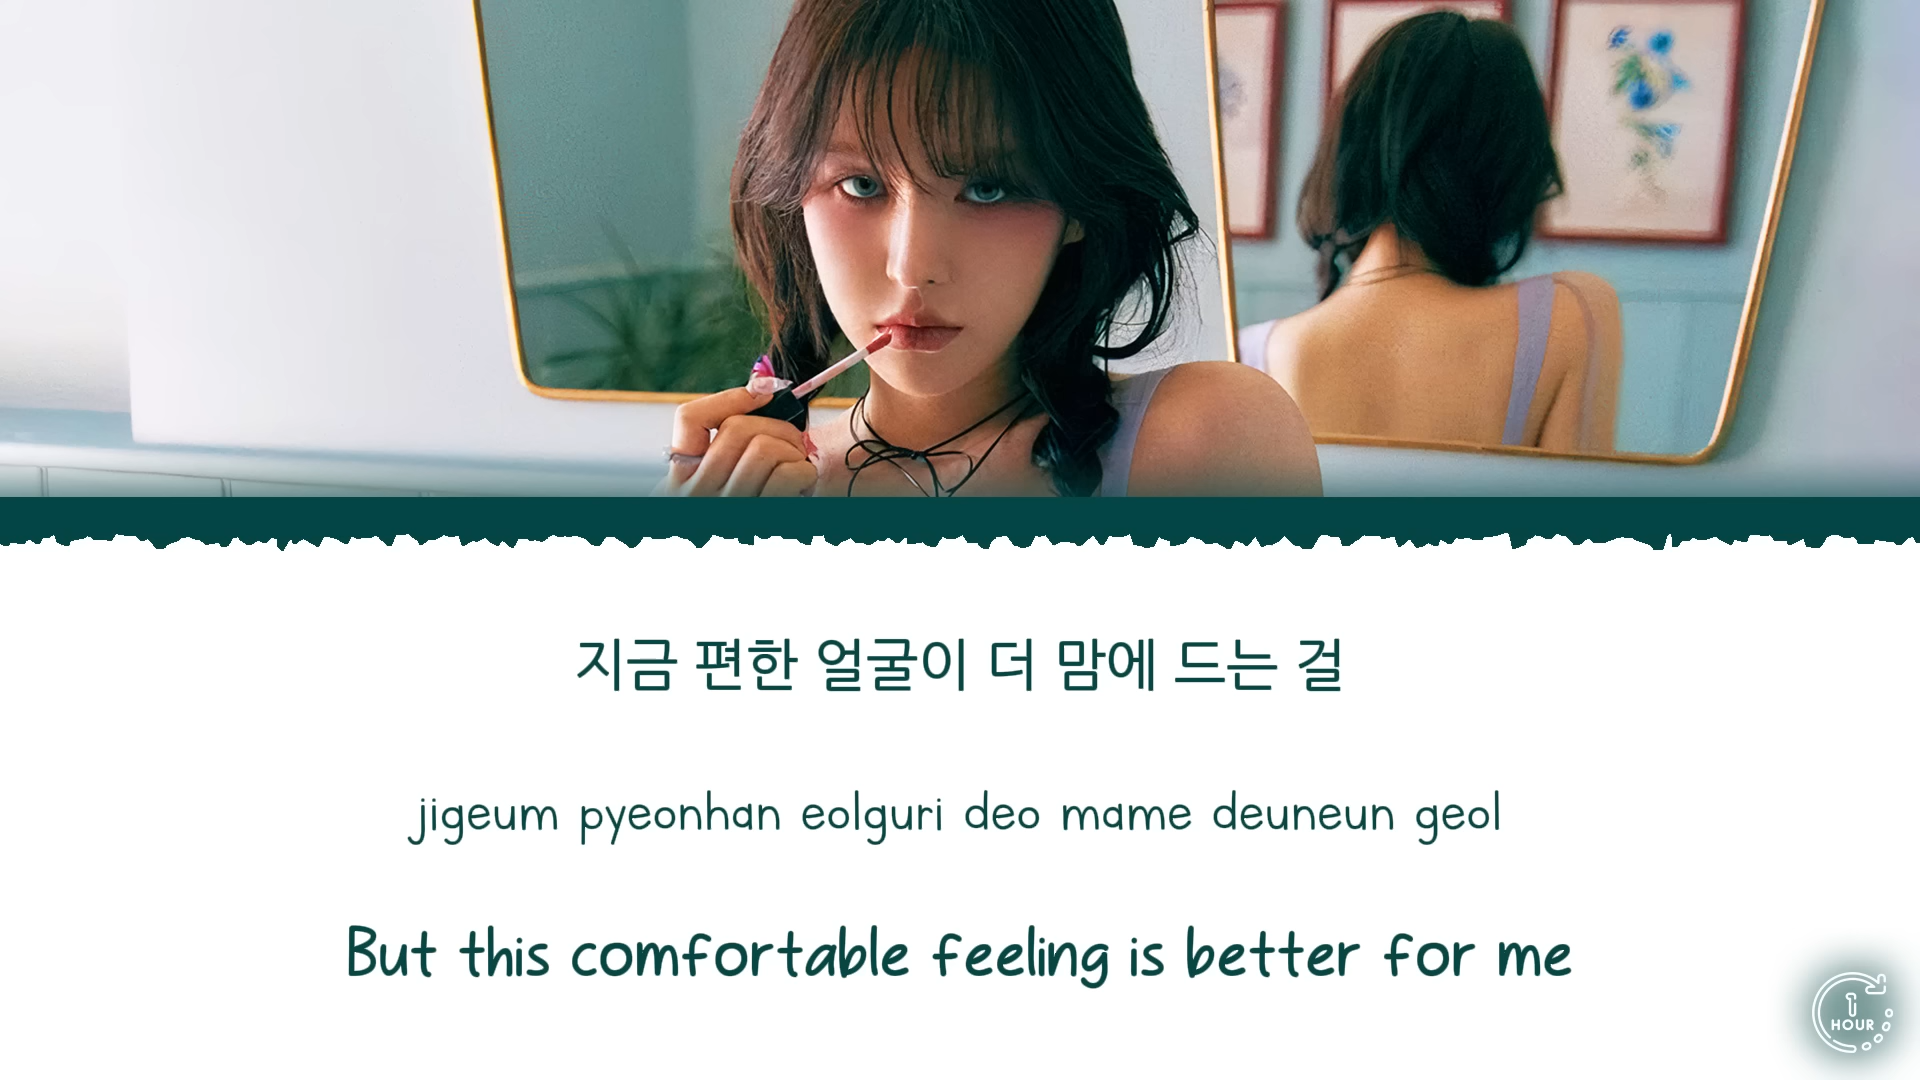 지금 편한 얼굴이 더 맘에 드는 걸
jigeum pyeonhan eolguri deo mame deuneun geol
But this comfortable feeling is better for me
1
HOUR